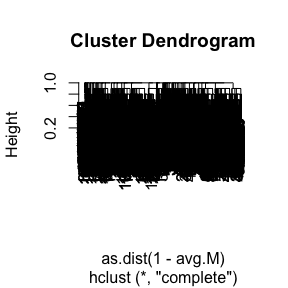 Cluster Dendrogram
Height
1.0
0.2
as.dist(1 - avg.M)
hclust (*, "complete")